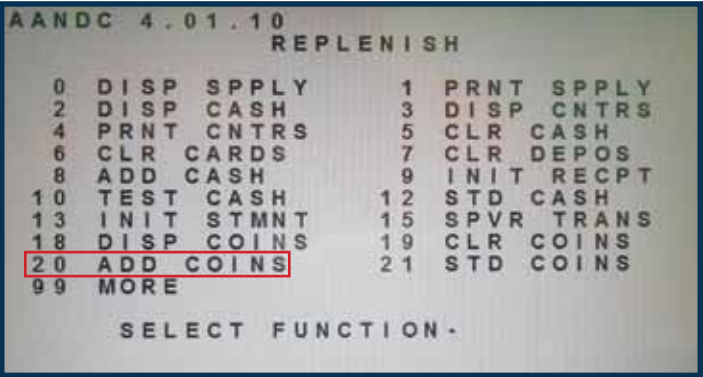 AANDC 4.01.10
REPLENISH
0 DISP SPPLY 1 PRNT SPPLY
2 DISP CASH 3 DISP CNTRS
4 PRNT CNTRS 5 CLR CASH
6 CLR CARDS 7 CLR DEPOS
8 ADD CASH 9 INIT RECPT
10 TEST CASH 12 STD CASH
13 INIT STMNT 15 SPVR TRANS
18 DISP COINS 19 CLR COINS
20 ADD COINS 21 STD COINS
99 MORE
SELECT FUNCTION-